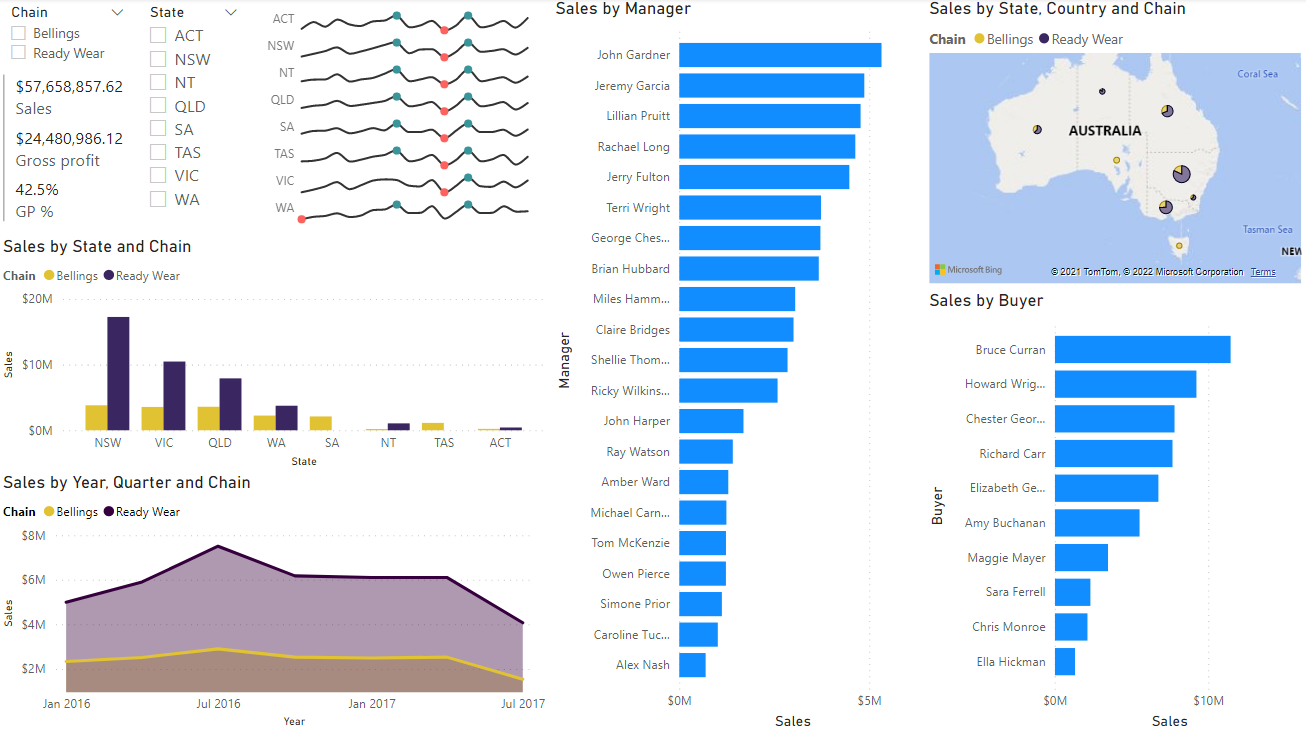 Chain
Bellings
Ready Wear
$57,658,857.62
Sales
$24,480,986.12
Gross profit
42.5%
GP %
State
ACT
NSW
NT
QLD
SA
TAS
VIC
WA
ACT
NSW
NT
QLD
SA
TAS
VIC
WA
Sales by State and Chain
Chain Bellings Ready Wear
$20M
$10M
$0M
Sales
NSW VIC QLD WA SA NT TAS ACT
State
Sales by Year, Quarter and Chain
Chain Bellings Ready Wear
$8M
$6M
$4M
$2M
Sales
Jan 2016 Jul 2016 Jan 2017 Jul 2017
Year
Sales by Manager
Manager
John Gardner
Jeremy Garcia
Lillian Pruitt
Rachael Long
Jerry Fulton
Terri Wright
George Ches...
Brian Hubbard
Miles Hamm...
Claire Bridges
Shellie Thom...
Ricky Wilkins...
John Harper
Ray Watson
Amber Ward
Michael Carn...
Tom McKenzie
Owen Pierce
Simone Prior
Caroline Tuc...
Alex Nash
$0M $5M
Sales
Sales by State, Country and Chain
Chain Bellings Ready Wear
Coral Sea
AUSTRALIA
Tasman Sea
NEW
Microsoft Bing
© 2021 TomTom, © 2022 Microsoft Corporation Terms
Sales by Buyer
Buyer
Bruce Curran
Howard Wrig...
Chester Geor...
Richard Carr
Elizabeth Ge...
Amy Buchanan
Maggie Mayer
Sara Ferrell
Chris Monroe
Ella Hickman
$0M $10M
Sales